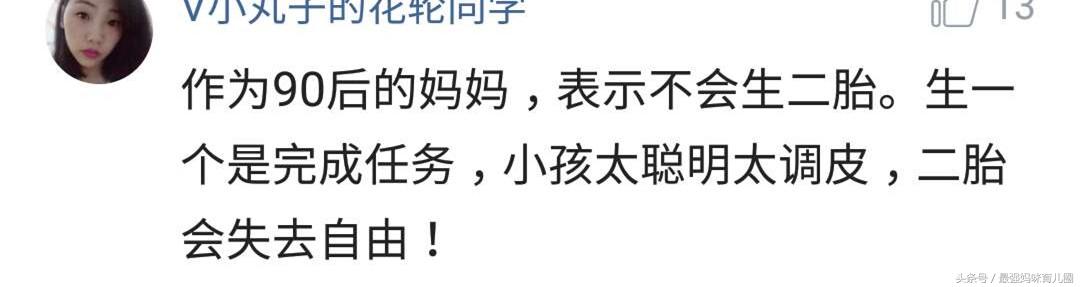 V小丸子的花轮同学
13
作为90后的妈妈，表示不会生二胎。生一
个是完成任务，小孩太聪明太调皮，二胎
会失去自由！
头条号 / 最强妈咪育儿圈